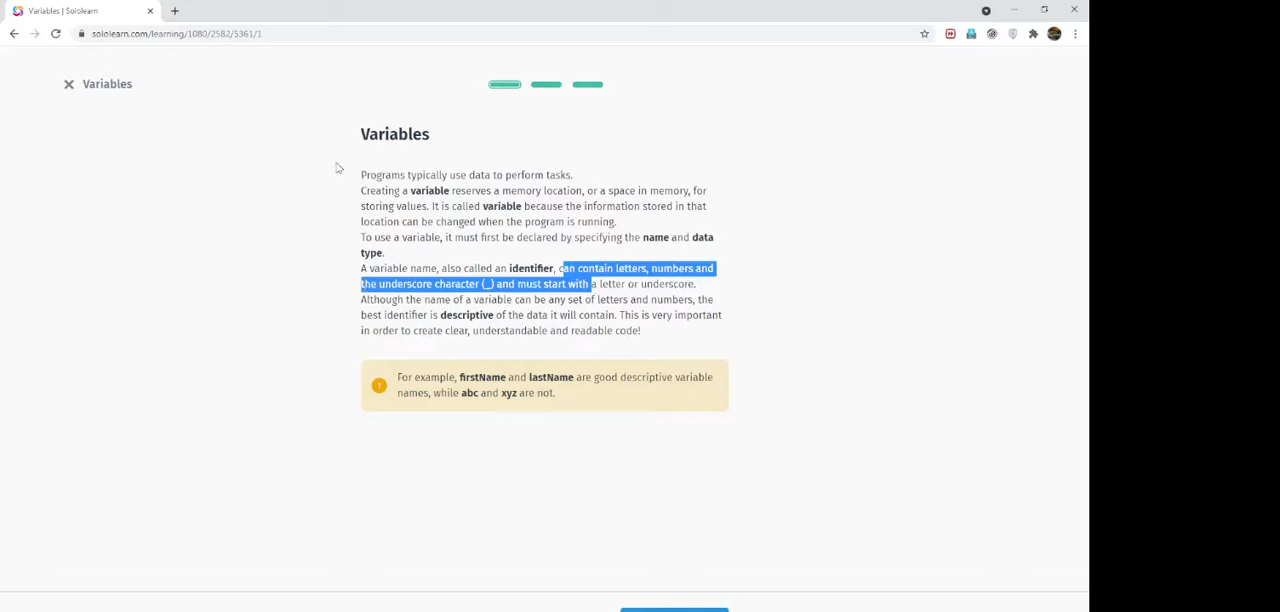 Variables | Sololearn
sololearn.com/learning/1080/2582/5361/1
Variables
Variables
Programs typically use data to perform tasks.
Creating a variable reserves a memory location, or a space in memory, for
storing values. It is called variable because the information stored in that
location can be changed when the program is running.
To use a variable, it must first be declared by specifying the name and data
type.
A variable name, also called an identifier, can contain letters, numbers and
the underscore character (_) and must start with a letter or underscore.
Although the name of a variable can be any set of letters and numbers, the
best identifier is descriptive of the data it will contain. This is very important
in order to create clear, understandable and readable code!
For example, firstName and lastName are good descriptive variable
names, while abc and xyz are not.